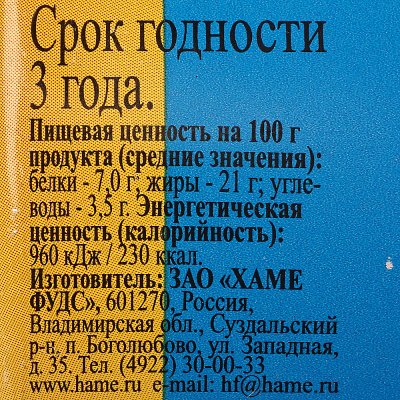 Срок годности
3 года.
Пищевая ценность на 100 г
продукта (средние значения):
белки - 7,0 г; жиры - 21 г; угле-
воды - 3,5 г. Энергетическая
ценность (калорийность):
960 кДж / 230 ккал.
Изготовитель: ЗАО «ХАМЕ
ФУДС», 601270, Россия,
Владимирская обл., Суздальский
р-н, п. Боголюбово, ул. Западная,
д. 35. Тел. (4922) 30-00-33
www.hame.ru e-mail: hf@hame.ru